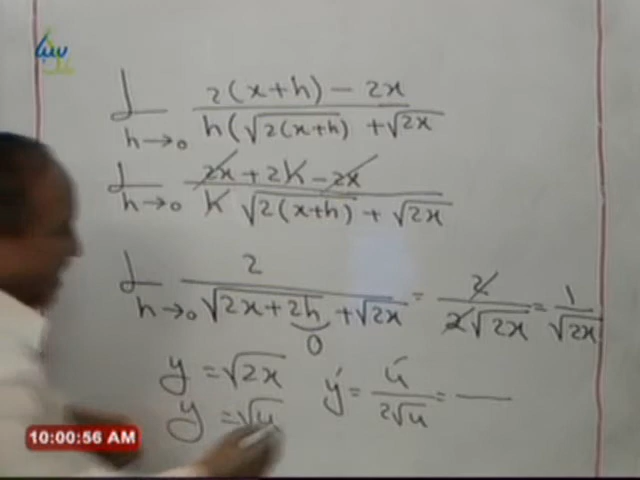 سبأ
L h→0 2(x+h) − 2x / h(√2(x+h) + √2x
L h→0 2x + 2h − 2x / h √2(x+h) + √2x
L h→0 2 / √2x+2h + √2x = 2 / 2√2x = 1 / √2x
0
y = √2x
y = √u ý = ú / 2√u = —
10:00:56 AM